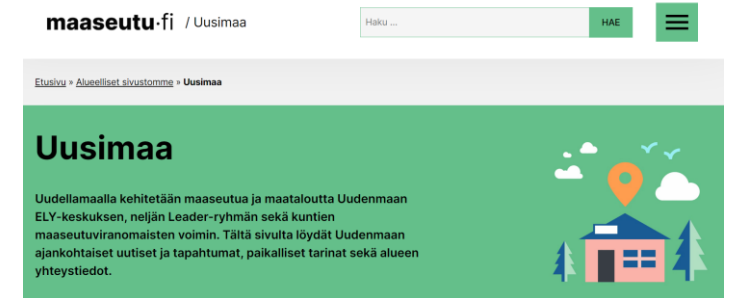 maaseutu.fi / Uusimaa
Haku ...
HAE
Etusivu » Alueelliset sivustomme » Uusimaa
Uusimaa
Uudellamaalla kehitetään maaseutua ja maataloutta Uudenmaan
ELY-keskuksen, neljän Leader-ryhmän sekä kuntien
maaseutuviranomaisten voimin. Tältä sivulta löydät Uudenmaan
ajankohtaiset uutiset ja tapahtumat, paikalliset tarinat sekä alueen
yhteystiedot.